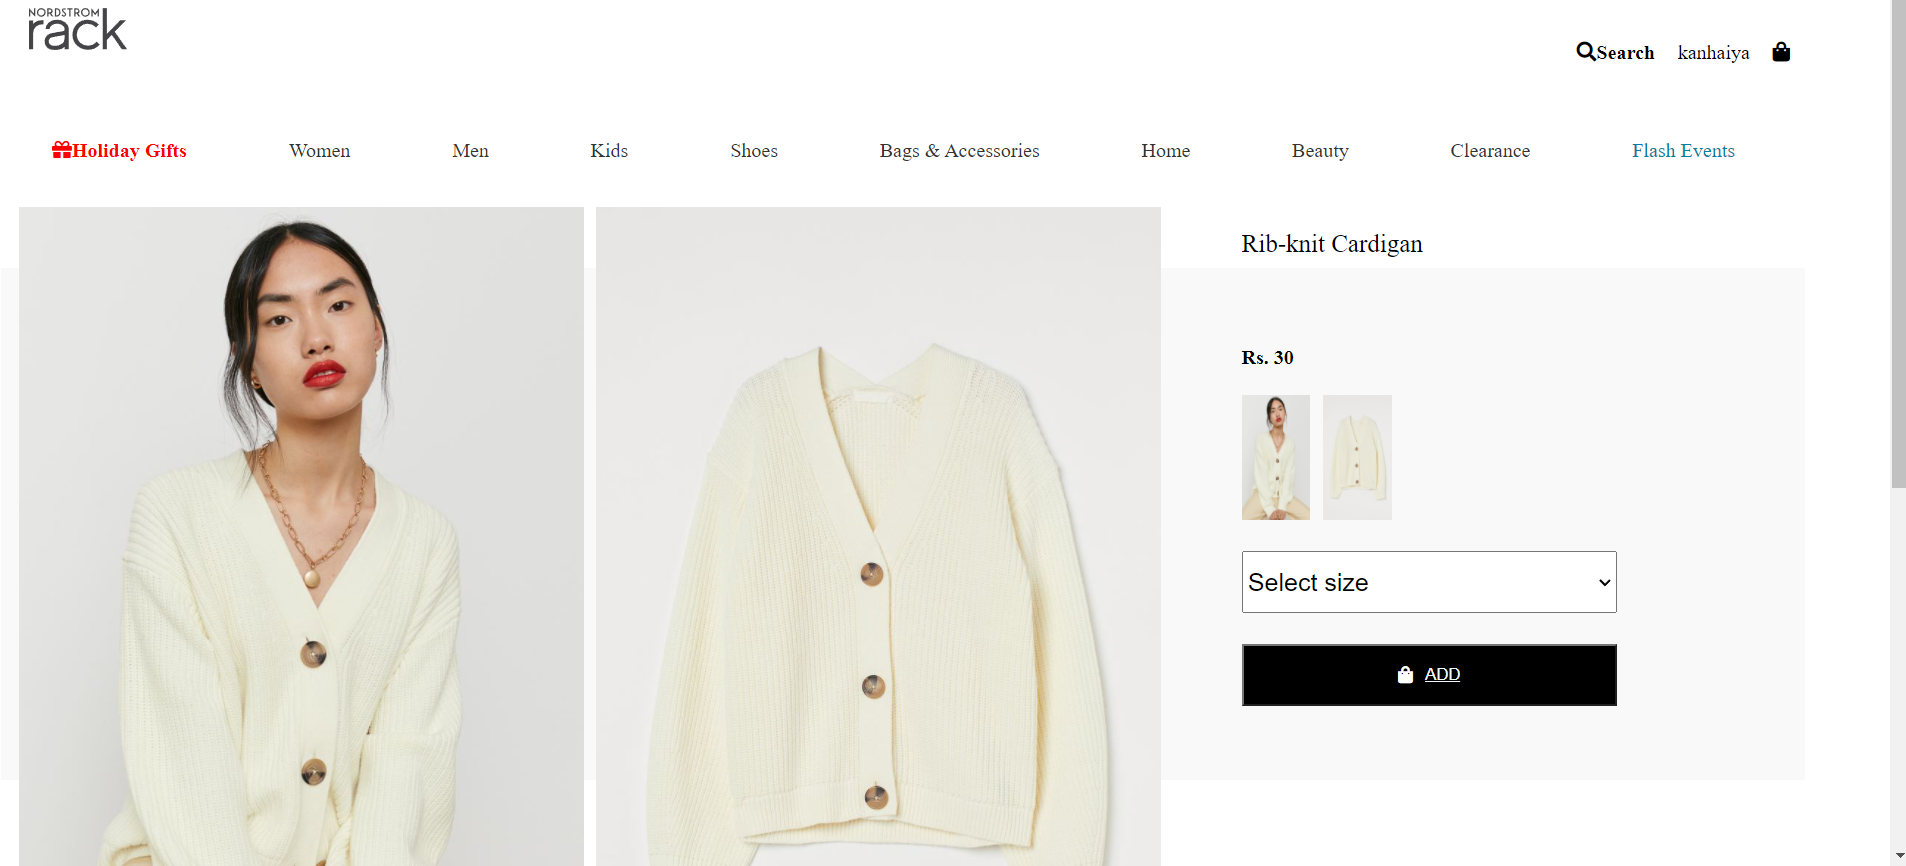 NORDSTROM
rack
Search kanhaiya
Holiday Gifts Women Men Kids Shoes Bags & Accessories Home Beauty Clearance Flash Events
Rib-knit Cardigan
Rs. 30
Select size
ADD